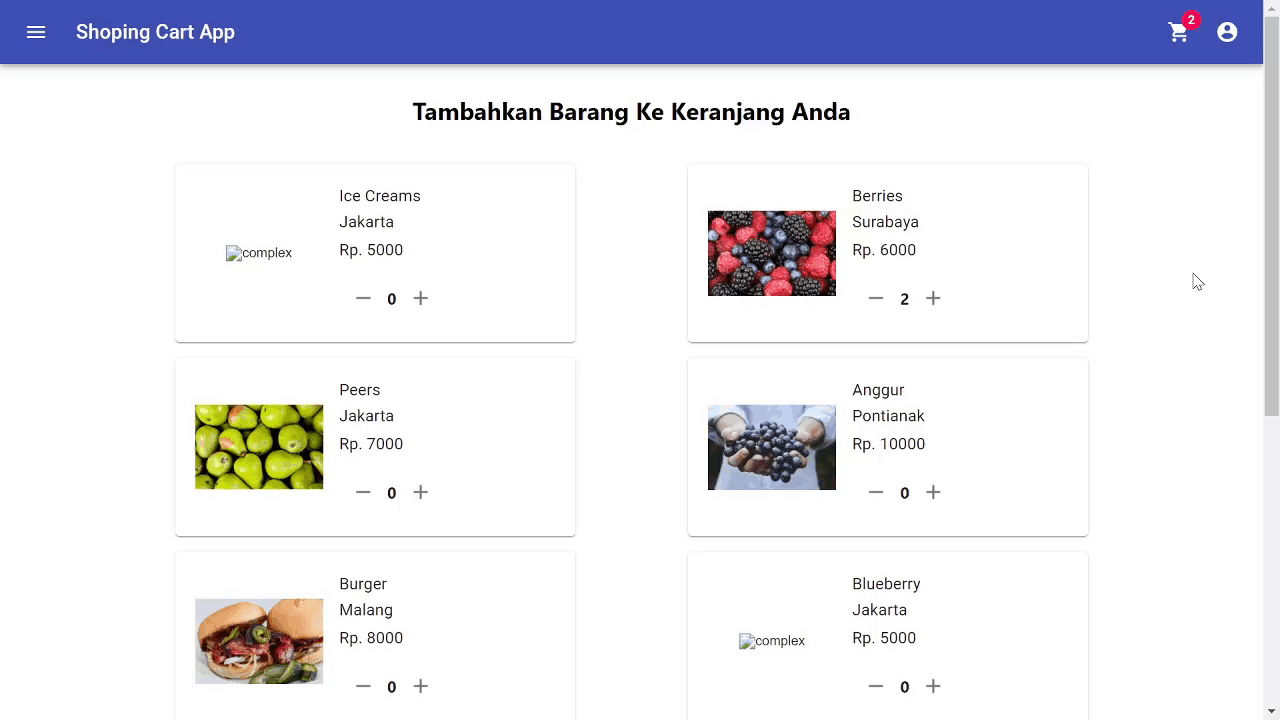 Shoping Cart App
2
Tambahkan Barang Ke Keranjang Anda
complex
Ice Creams
Jakarta
Rp. 5000
0
Berries
Surabaya
Rp. 6000
2
Peers
Jakarta
Rp. 7000
0
Anggur
Pontianak
Rp. 10000
0
Burger
Malang
Rp. 8000
0
complex
Blueberry
Jakarta
Rp. 5000
0